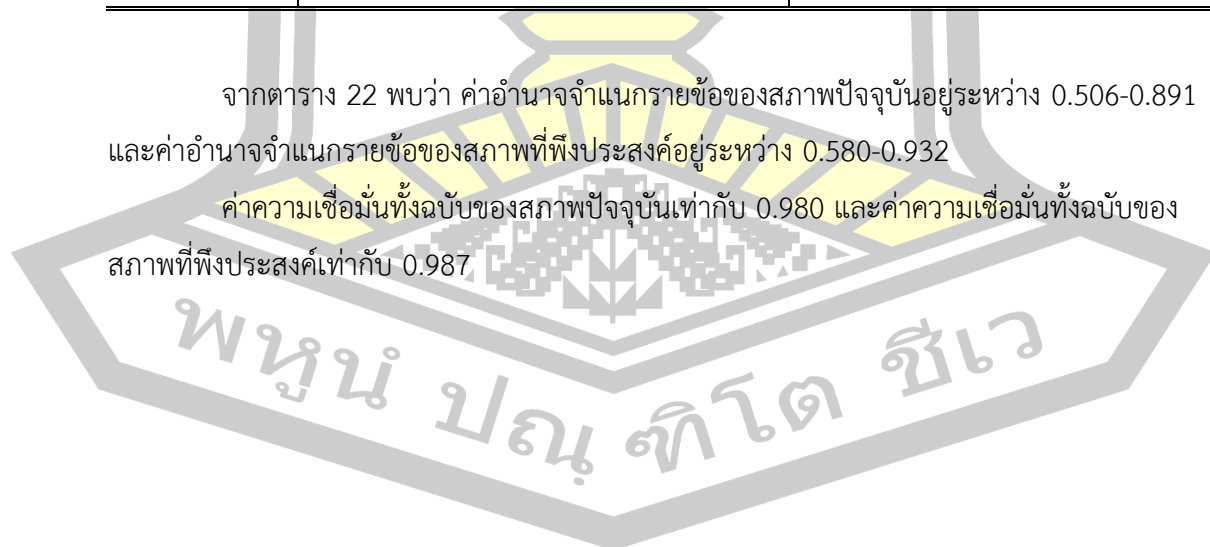 จากตาราง 22 พบว่า ค่าอำนาจจำแนกรายข้อของสภาพปัจจุบันอยู่ระหว่าง 0.506-0.891
และค่าอำนาจจำแนกรายข้อของสภาพที่พึงประสงค์อยู่ระหว่าง 0.580-0.932
ค่าความเชื่อมั่นทั้งฉบับของสภาพปัจจุบันเท่ากับ 0.980 และค่าความเชื่อมั่นทั้งฉบับของ
สภาพที่พึงประสงค์เท่ากับ 0.987
พหูนํ ปณฺฑิโต ชีเว